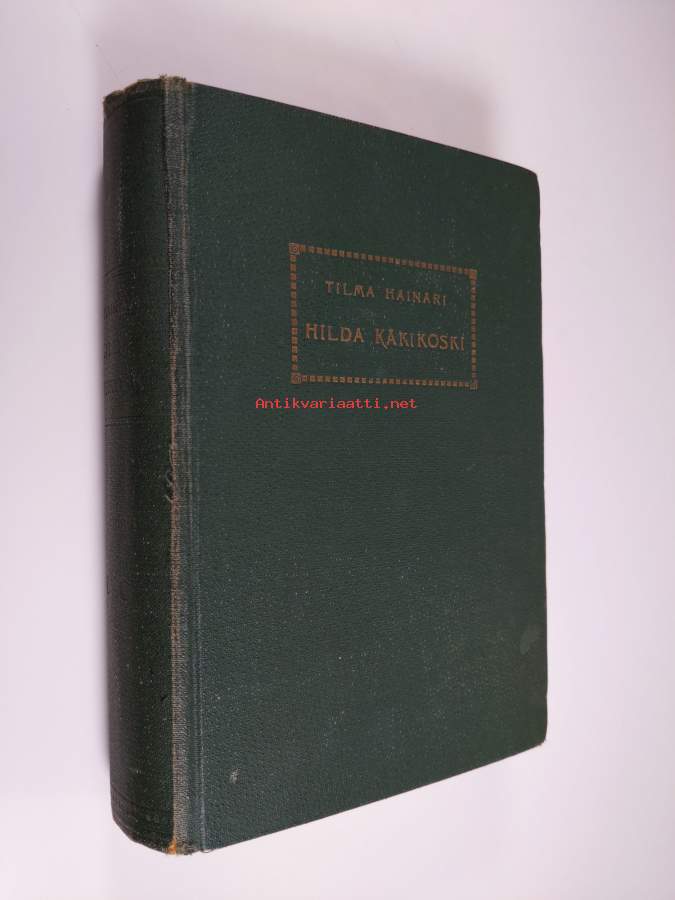 TILMA HAINARI
HILDA KÄKIKOSKI
Antikvariaatti.net